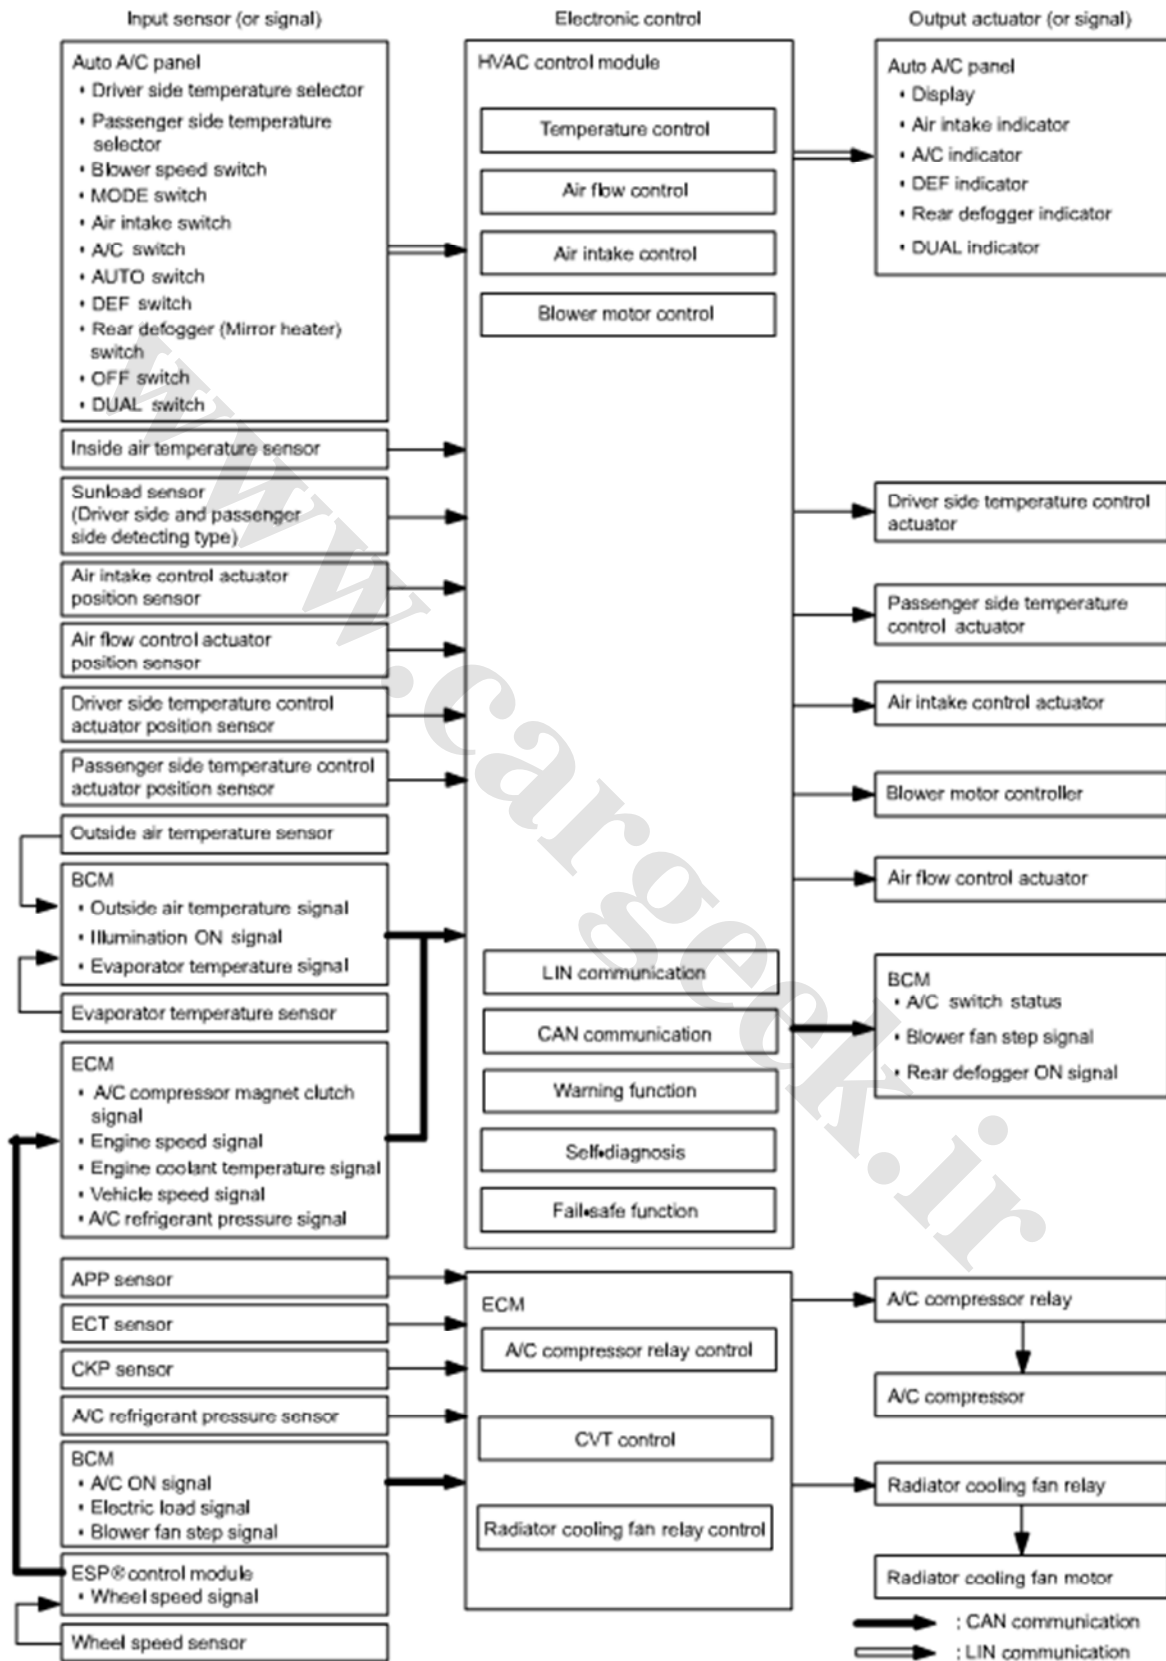 Input sensor (or signal)
Electronic control
Output actuator (or signal)
Auto A/C panel
• Driver side temperature selector
• Passenger side temperature
selector
• Blower speed switch
• MODE switch
• Air intake switch
• A/C switch
• AUTO switch
• DEF switch
• Rear defogger (Mirror heater)
switch
• OFF switch
• DUAL switch
Inside air temperature sensor
Sunload sensor
(Driver side and passenger
side detecting type)
Air intake control actuator
position sensor
Air flow control actuator
position sensor
Driver side temperature control
actuator position sensor
Passenger side temperature control
actuator position sensor
Outside air temperature sensor
BCM
• Outside air temperature signal
• Illumination ON signal
• Evaporator temperature signal
Evaporator temperature sensor
ECM
• A/C compressor magnet clutch
signal
• Engine speed signal
• Engine coolant temperature signal
• Vehicle speed signal
• A/C refrigerant pressure signal
APP sensor
ECT sensor
CKP sensor
A/C refrigerant pressure sensor
BCM
• A/C ON signal
• Electric load signal
• Blower fan step signal
ESP® control module
• Wheel speed signal
Wheel speed sensor
HVAC control module
Temperature control
Air flow control
Air intake control
Blower motor control
LIN communication
CAN communication
Warning function
Self•diagnosis
Fail•safe function
ECM
A/C compressor relay control
CVT control
Radiator cooling fan relay control
Auto A/C panel
• Display
• Air intake indicator
• A/C indicator
• DEF indicator
• Rear defogger indicator
• DUAL indicator
Driver side temperature control
actuator
Passenger side temperature
control actuator
Air intake control actuator
Blower motor controller
Air flow control actuator
BCM
• A/C switch status
• Blower fan step signal
• Rear defogger ON signal
A/C compressor relay
A/C compressor
Radiator cooling fan relay
Radiator cooling fan motor
: CAN communication
: LIN communication
www.cargeek.ir